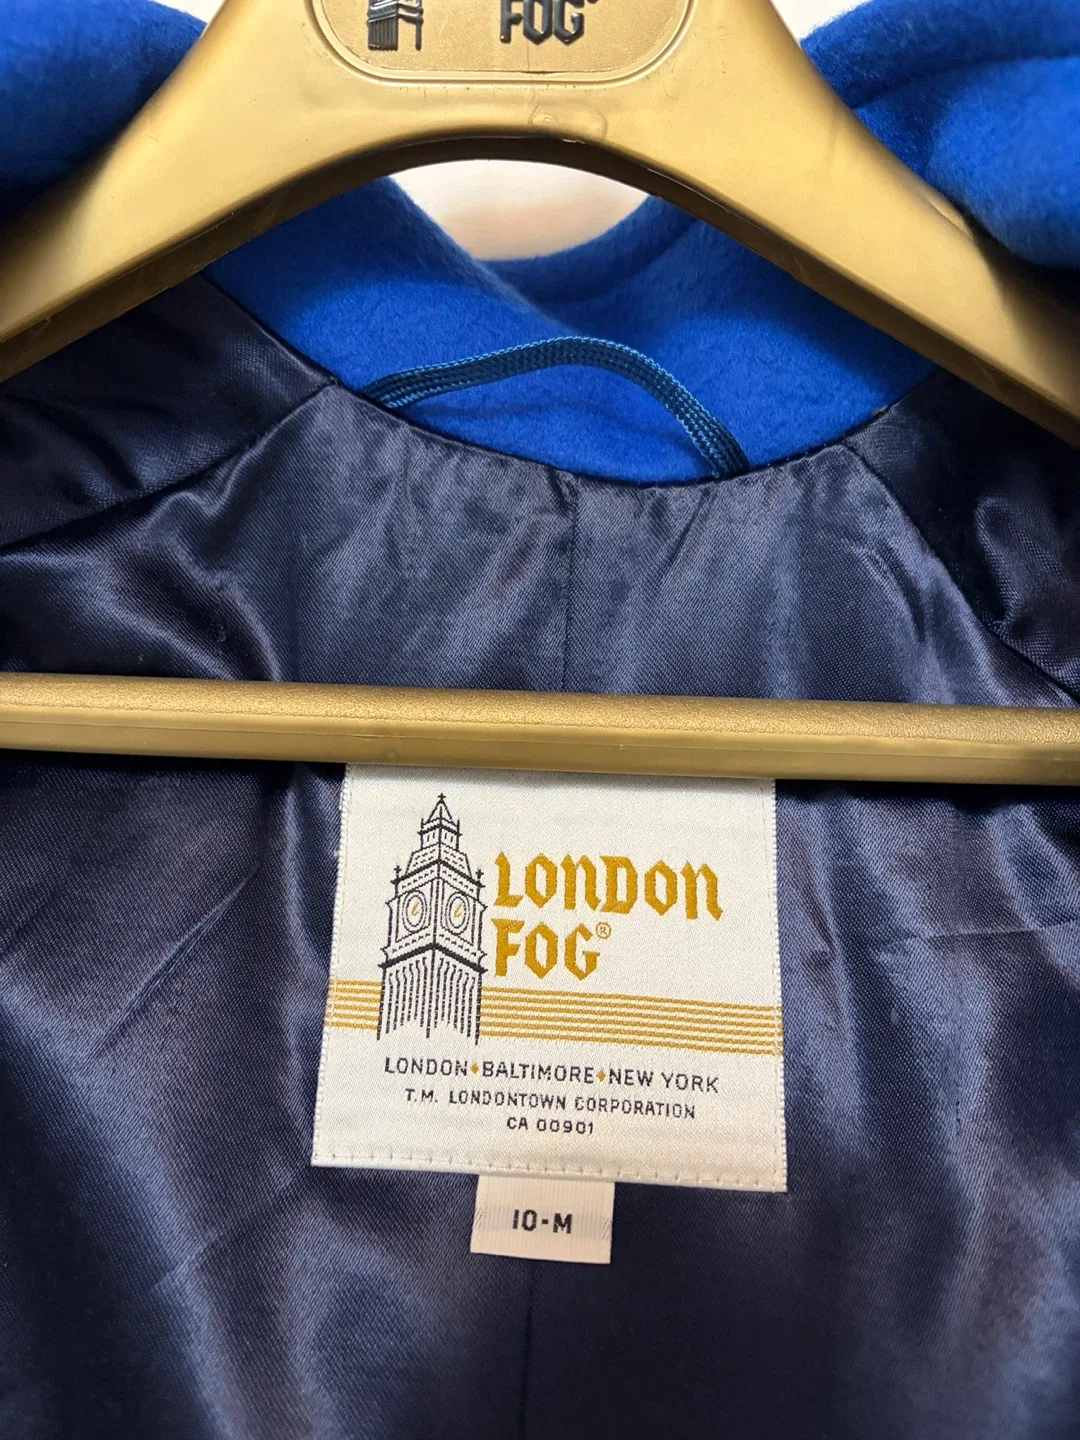 FOG
LONDON
FOG®
LONDON♦BALTIMORE♦NEW YORK
T.M. LONDONTOWN CORPORATION
CA 00901
10-M